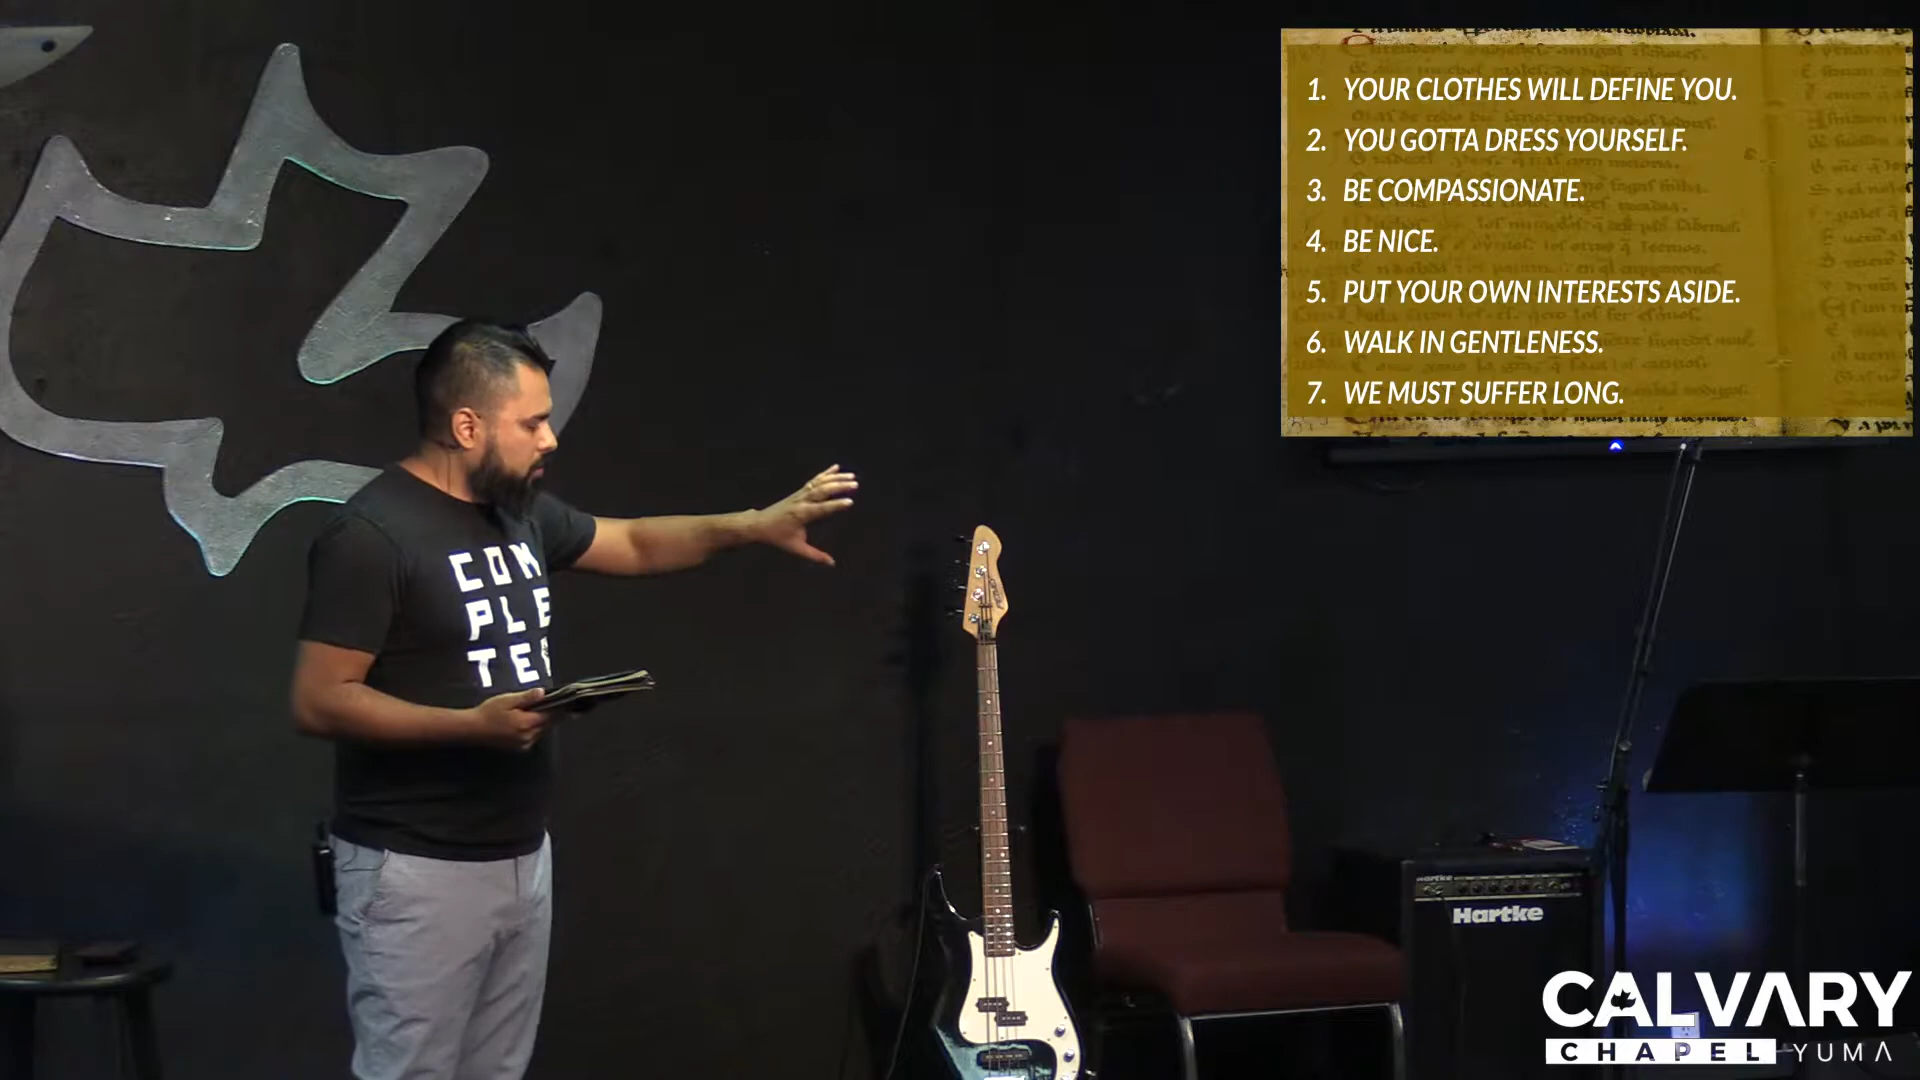 1. YOUR CLOTHES WILL DEFINE YOU.
2. YOU GOTTA DRESS YOURSELF.
3. BE COMPASSIONATE.
4. BE NICE.
5. PUT YOUR OWN INTERESTS ASIDE.
6. WALK IN GENTLENESS.
7. WE MUST SUFFER LONG.
COM
PLE
TE
hartke
Hartke
CALVARY
CHAPEL YUMA